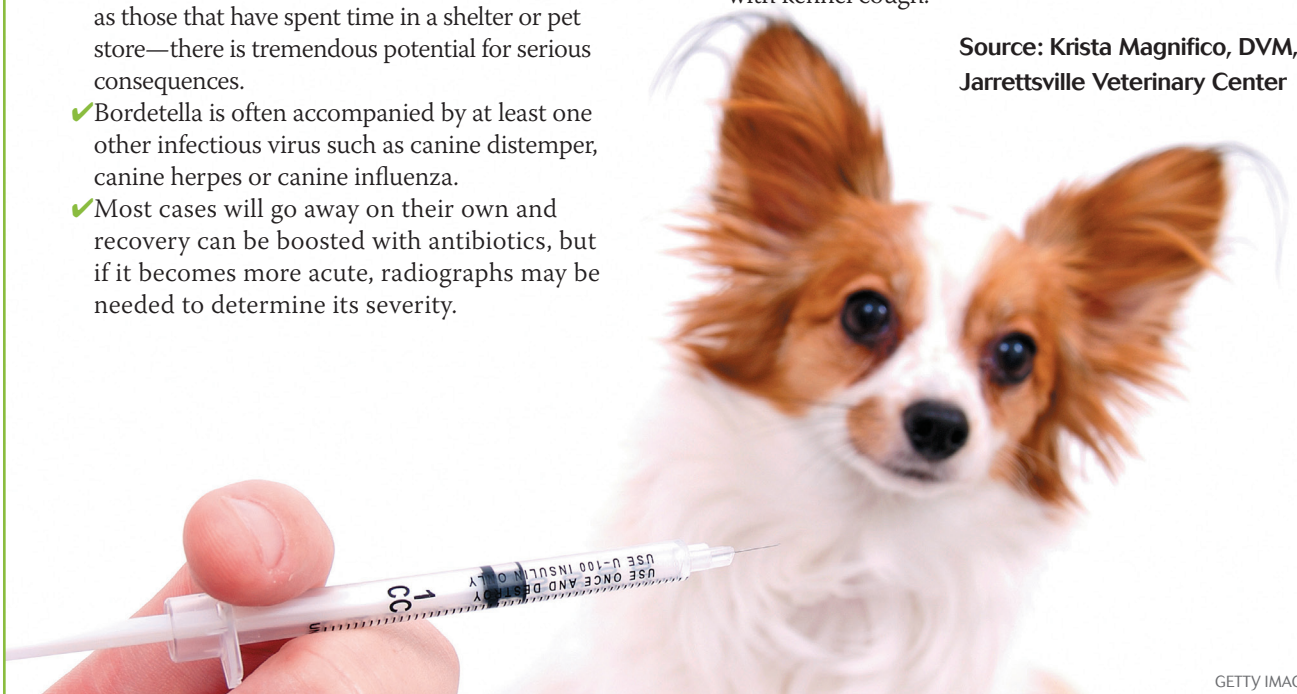 as those that have spent time in a shelter or pet
store—there is tremendous potential for serious
consequences.
✔Bordetella is often accompanied by at least one
other infectious virus such as canine distemper,
canine herpes or canine influenza.
✔Most cases will go away on their own and
recovery can be boosted with antibiotics, but
if it becomes more acute, radiographs may be
needed to determine its severity.
with kennel cough.
Source: Krista Magnifico, DVM,
Jarrettsville Veterinary Center
1
CC
USE U-100 INSULIN ONLY
USE ONCE AND DESTROY
GETTY